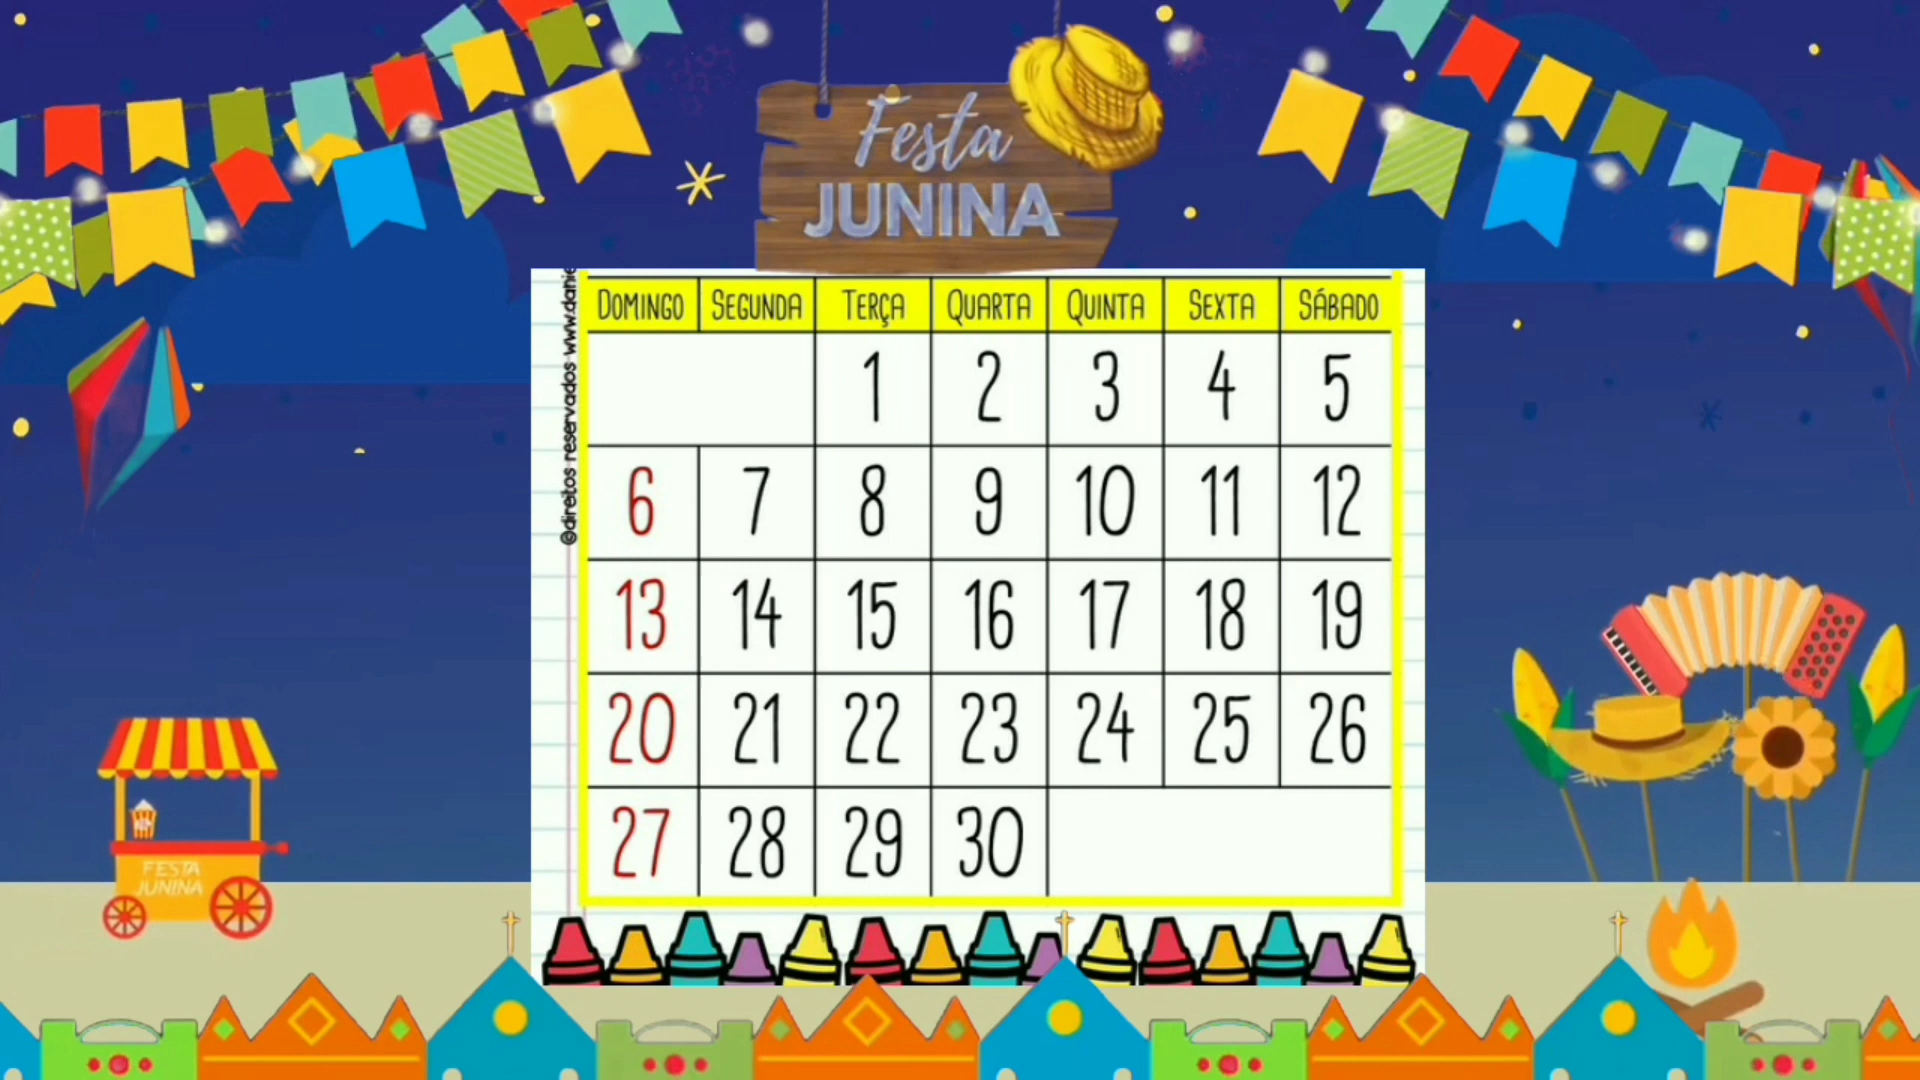 Festa
JUNINA
©direitos reservados www.danie
DOMINGO SEGUNDA TERÇA QUARTA QUINTA SEXTA SÁBADO
1 2 3 4 5
6 7 8 9 10 11 12
13 14 15 16 17 18 19
20 21 22 23 24 25 26
27 28 29 30
FESTA
JUNINA